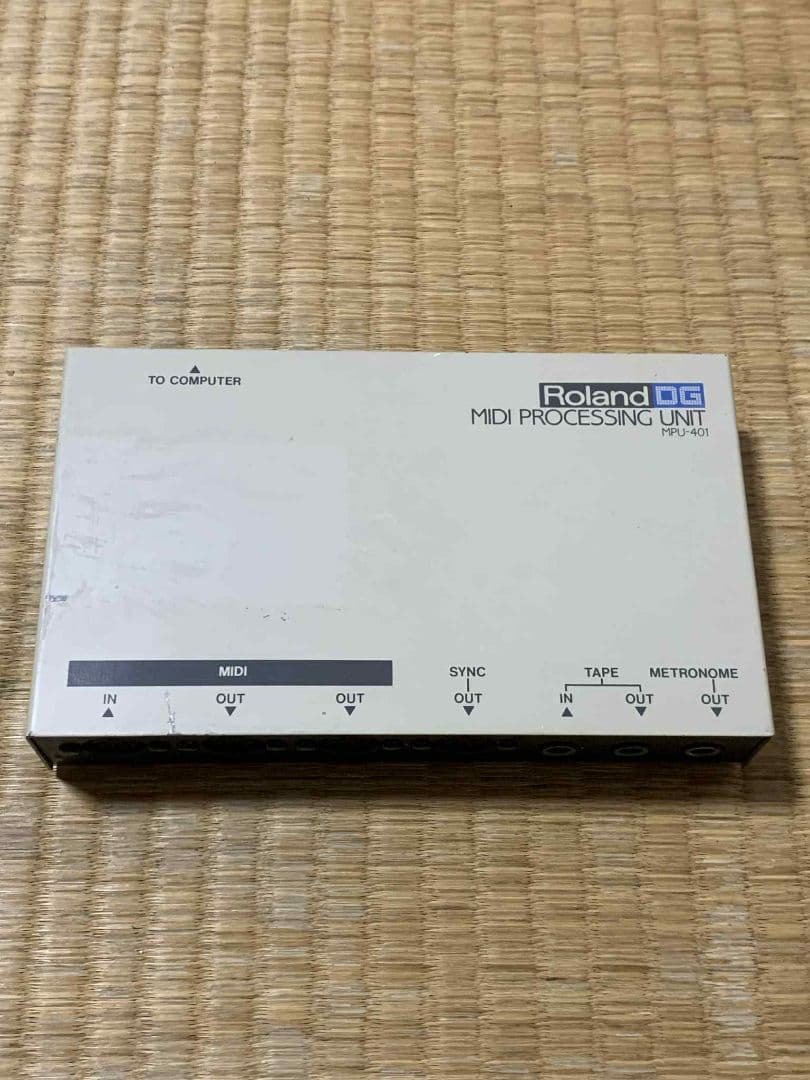 TO COMPUTER
Roland DG
MIDI PROCESSING UNIT
MPU-401
MIDI SYNC TAPE METRONOME
IN OUT OUT OUT IN OUT OUT